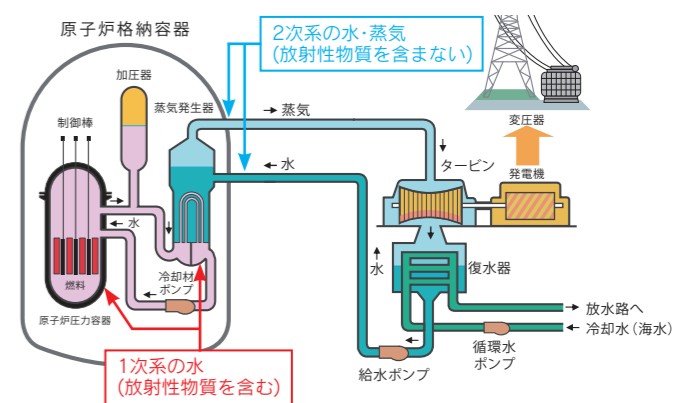 原子炉格納容器
2次系の水・蒸気
(放射性物質を含まない)
加圧器
制御棒
蒸気発生器
→ 蒸気
変圧器
← 水
タービン
発電機
水
水
復水器
冷却材
ポンプ
燃料
原子炉圧力容器
放水路へ
冷却水(海水)
循環水
ポンプ
給水ポンプ
1次系の水
(放射性物質を含む)